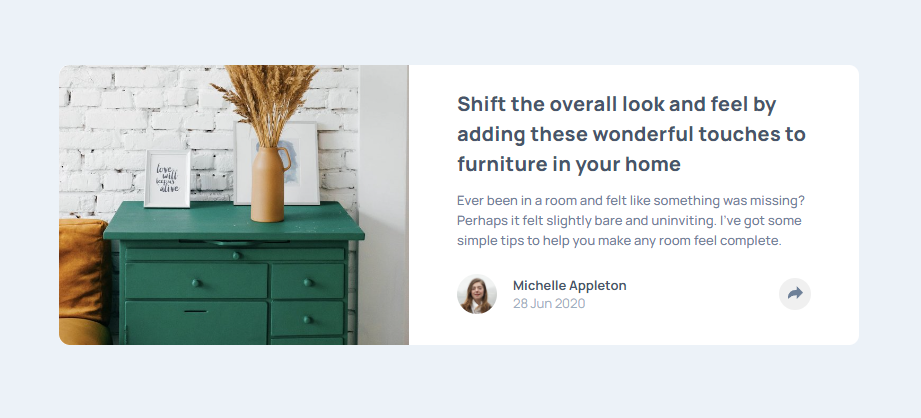 love
will
keep us
alive
Shift the overall look and feel by
adding these wonderful touches to
furniture in your home
Ever been in a room and felt like something was missing?
Perhaps it felt slightly bare and uninviting. I've got some
simple tips to help you make any room feel complete.
Michelle Appleton
28 Jun 2020